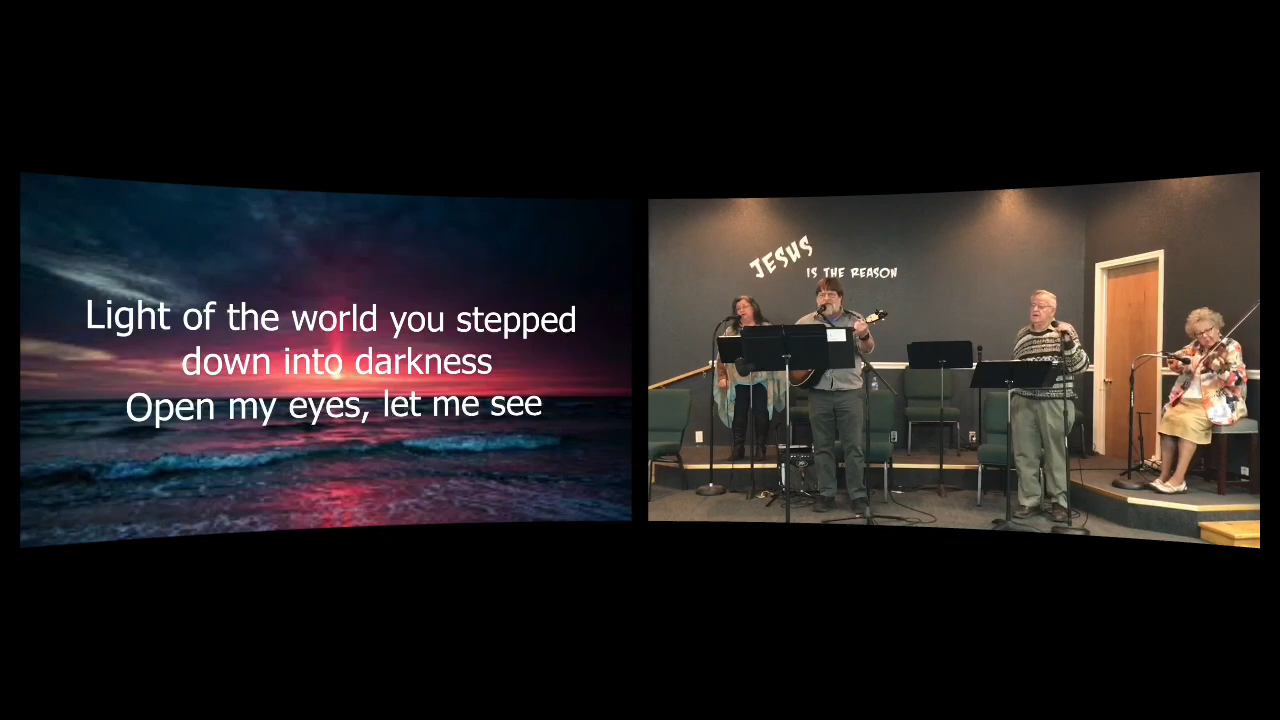 Light of the world you stepped
down into darkness
Open my eyes, let me see
JESUS
IS THE REASON